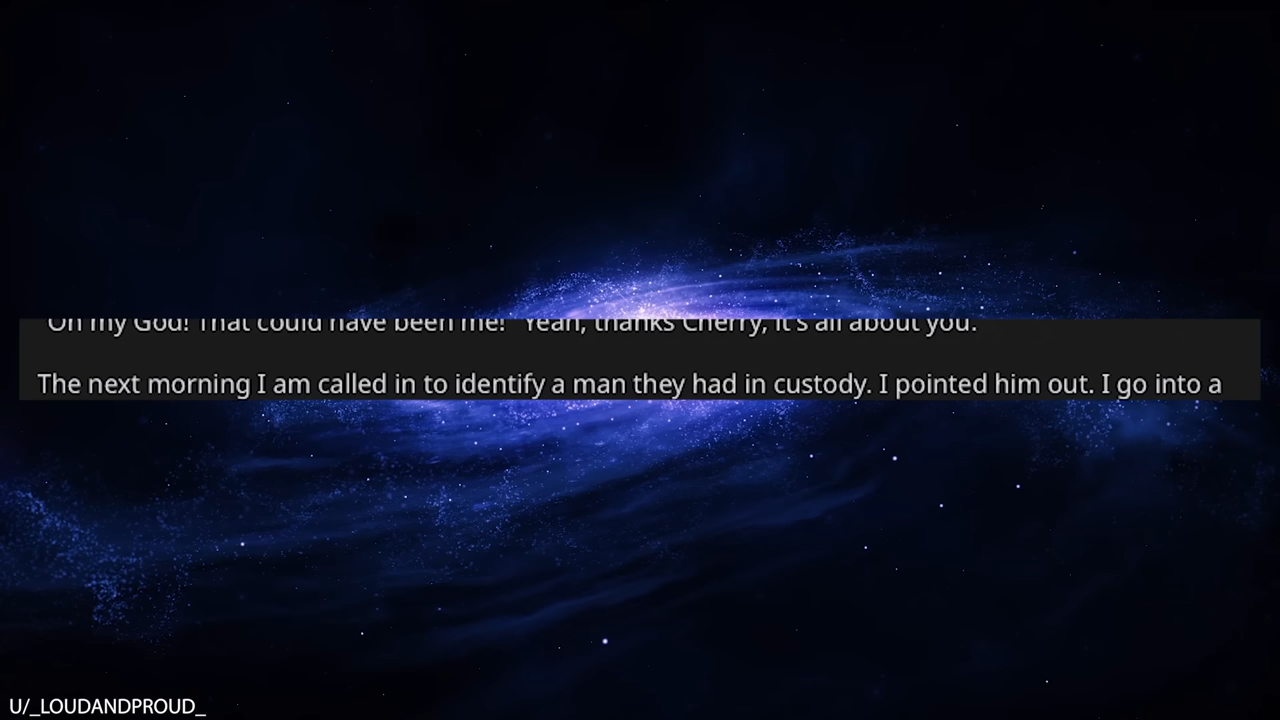 "Oh my God! That could have been me!" Yeah, thanks Cherry, it's all about you.
The next morning I am called in to identify a man they had in custody. I pointed him out. I go into a
U/_LOUDANDPROUD_